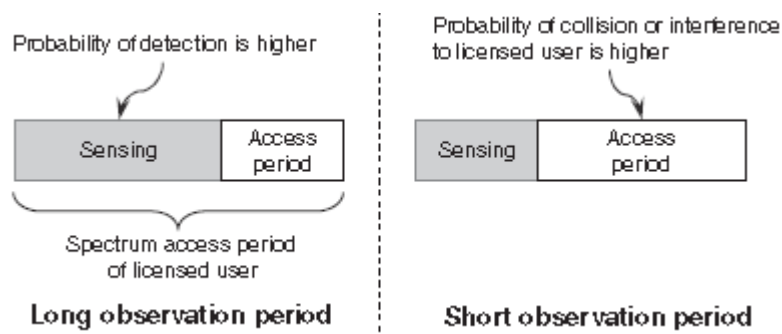 Probability of detection is higher
Sensing
Access
period
Spectrum access period
of licensed user
Long observation period
Probability of collision or interference
to licensed user is higher
Sensing
Access
period
Short observation period